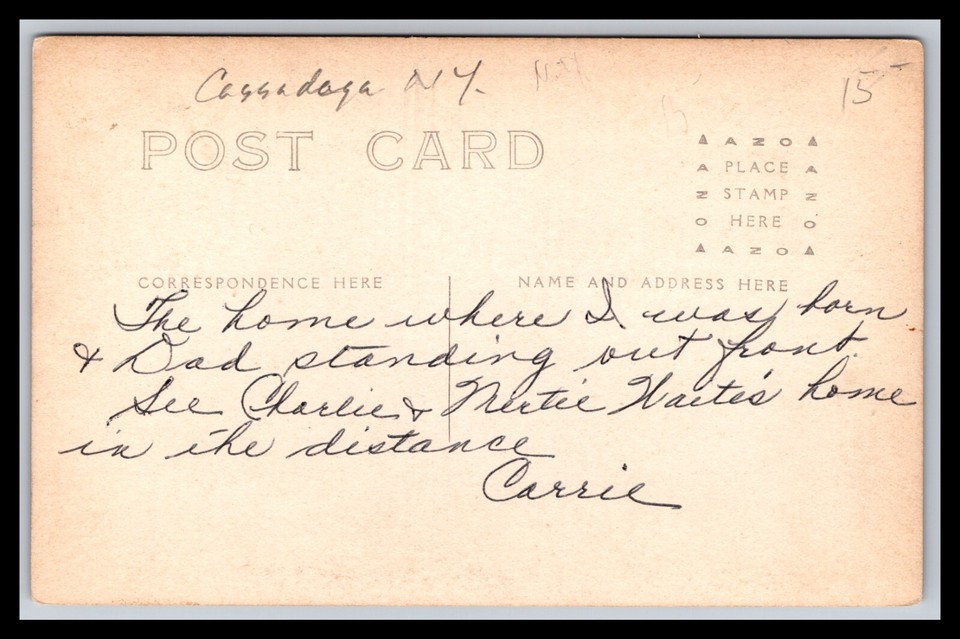 Cassadaga N.Y.
15
POST CARD
AZO
A PLACE A
Z STAMP Z
O HERE O
AZO
CORRESPONDENCE HERE
NAME AND ADDRESS HERE
The home where I was born
& Dad standing out front.
See Charlie & Mertie Waite's home
in the distance
Carrie